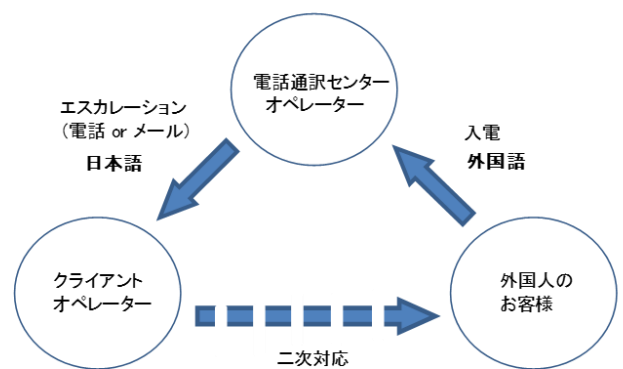 電話通訳センター
オペレーター
エスカレーション
（電話 or メール）
日本語
入電
外国語
クライアント
オペレーター
外国人の
お客様
二次対応